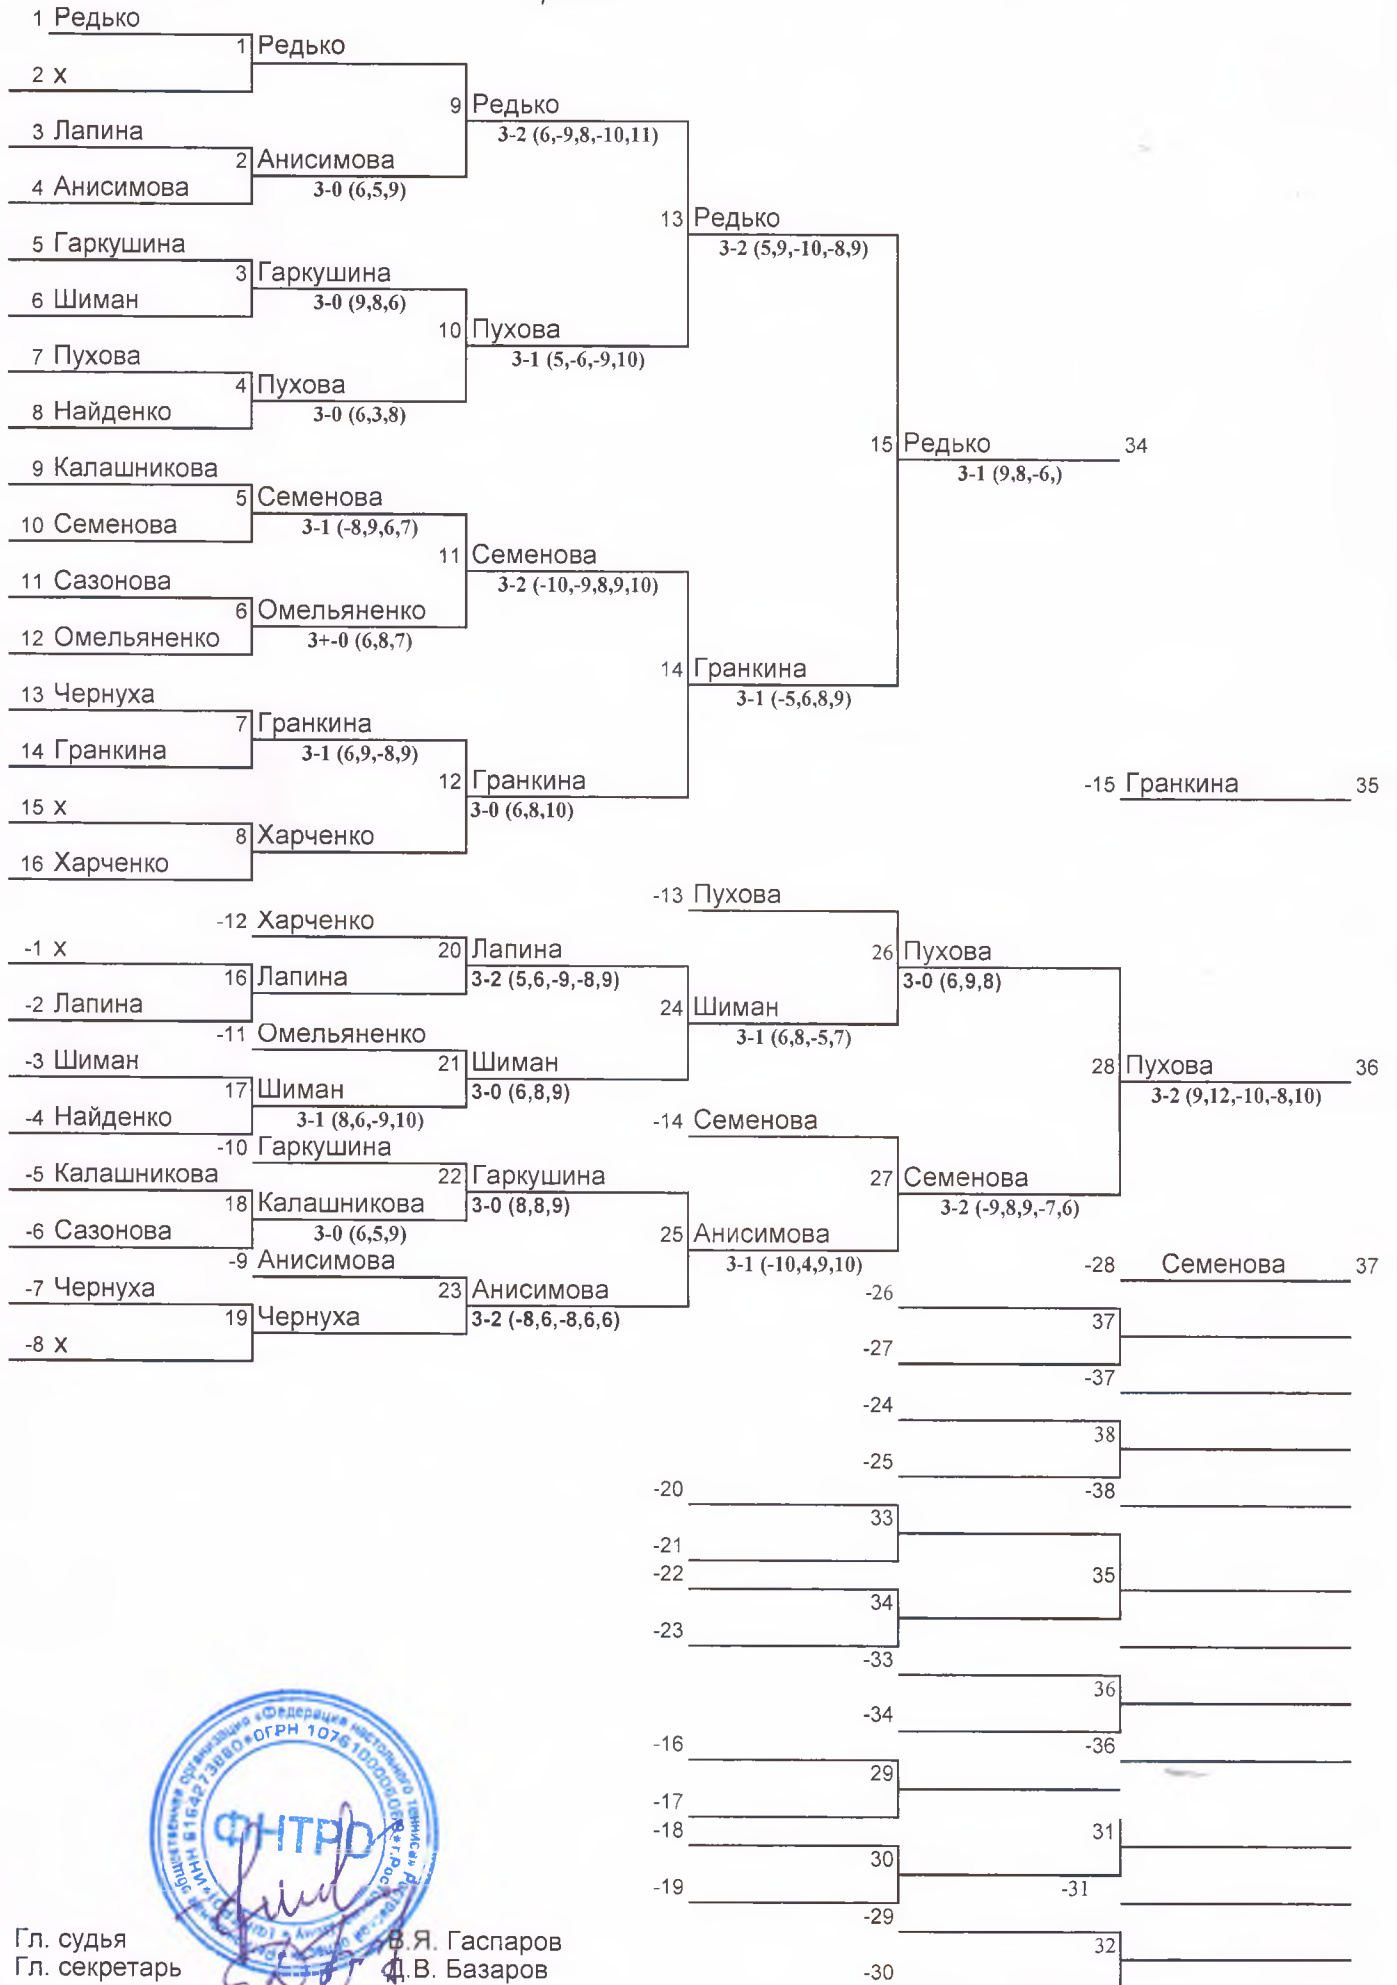 1 Редько
1 Редько
2 X
9 Редько
3-2 (6,-9,8,-10,11)
3 Лапина
2 Анисимова
3-0 (6,5,9)
4 Анисимова
13 Редько
3-2 (5,9,-10,-8,9)
5 Гаркушина
3 Гаркушина
3-0 (9,8,6)
6 Шиман
10 Пухова
3-1 (5,-6,-9,10)
7 Пухова
4 Пухова
3-0 (6,3,8)
8 Найденко
15 Редько 34
3-1 (9,8,-6,)
9 Калашникова
5 Семенова
3-1 (-8,9,6,7)
10 Семенова
11 Семенова
3-2 (-10,-9,8,9,10)
11 Сазонова
6 Омельяненко
3+-0 (6,8,7)
12 Омельяненко
14 Гранкина
3-1 (-5,6,8,9)
13 Чернуха
7 Гранкина
3-1 (6,9,-8,9)
14 Гранкина
12 Гранкина
3-0 (6,8,10)
-15 Гранкина 35
15 X
8 Харченко
16 Харченко
-13 Пухова
-12 Харченко
-1 X
20 Лапина
3-2 (5,6,-9,-8,9)
26 Пухова
3-0 (6,9,8)
16 Лапина
-2 Лапина
24 Шиман
3-1 (6,8,-5,7)
-11 Омельяненко
-3 Шиман
21 Шиман
3-0 (6,8,9)
28 Пухова 36
3-2 (9,12,-10,-8,10)
17 Шиман
3-1 (8,6,-9,10)
-4 Найденко
-14 Семенова
-10 Гаркушина
-5 Калашникова
22 Гаркушина
3-0 (8,8,9)
27 Семенова
3-2 (-9,8,9,-7,6)
18 Калашникова
3-0 (6,5,9)
-6 Сазонова
25 Анисимова
3-1 (-10,4,9,10)
-9 Анисимова
-28 Семенова 37
-7 Чернуха
23 Анисимова
3-2 (-8,6,-8,6,6)
-26
19 Чернуха
37
-8 X
-27
-37
-24
38
-25
-20
-38
33
-21
-22
35
34
-23
-33
36
-34
-16
-36
29
-17
-18
31
30
-19
-31
-29
32
-30
«Федерация настольного тенниса»
ОГРН 1076100006069
ИНН 6164273880
ФНТРО
Гл. судья В.Я. Гаспаров
Гл. секретарь Д.В. Базаров